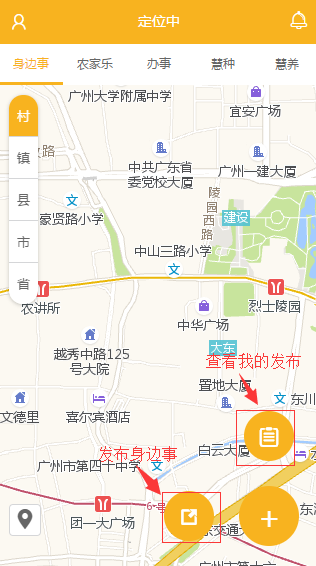 定位中
身边事
农家乐
办事
慧种
慧养
广州大学附属中学
宜安广场
村
镇
县
市
省
中共广东省
委党校大厦
广州一建大厦
陵园西路
建设
豪贤路小学
中山三路小学
农讲所
烈士陵园
中华广场
越秀中路125
号大院
大东
查看我的发布
置地大厦
文德里
喜尔宾酒店
东川
发布身边事
白云大厦
广州市第四十中学
6号
团一大广场
东交通大